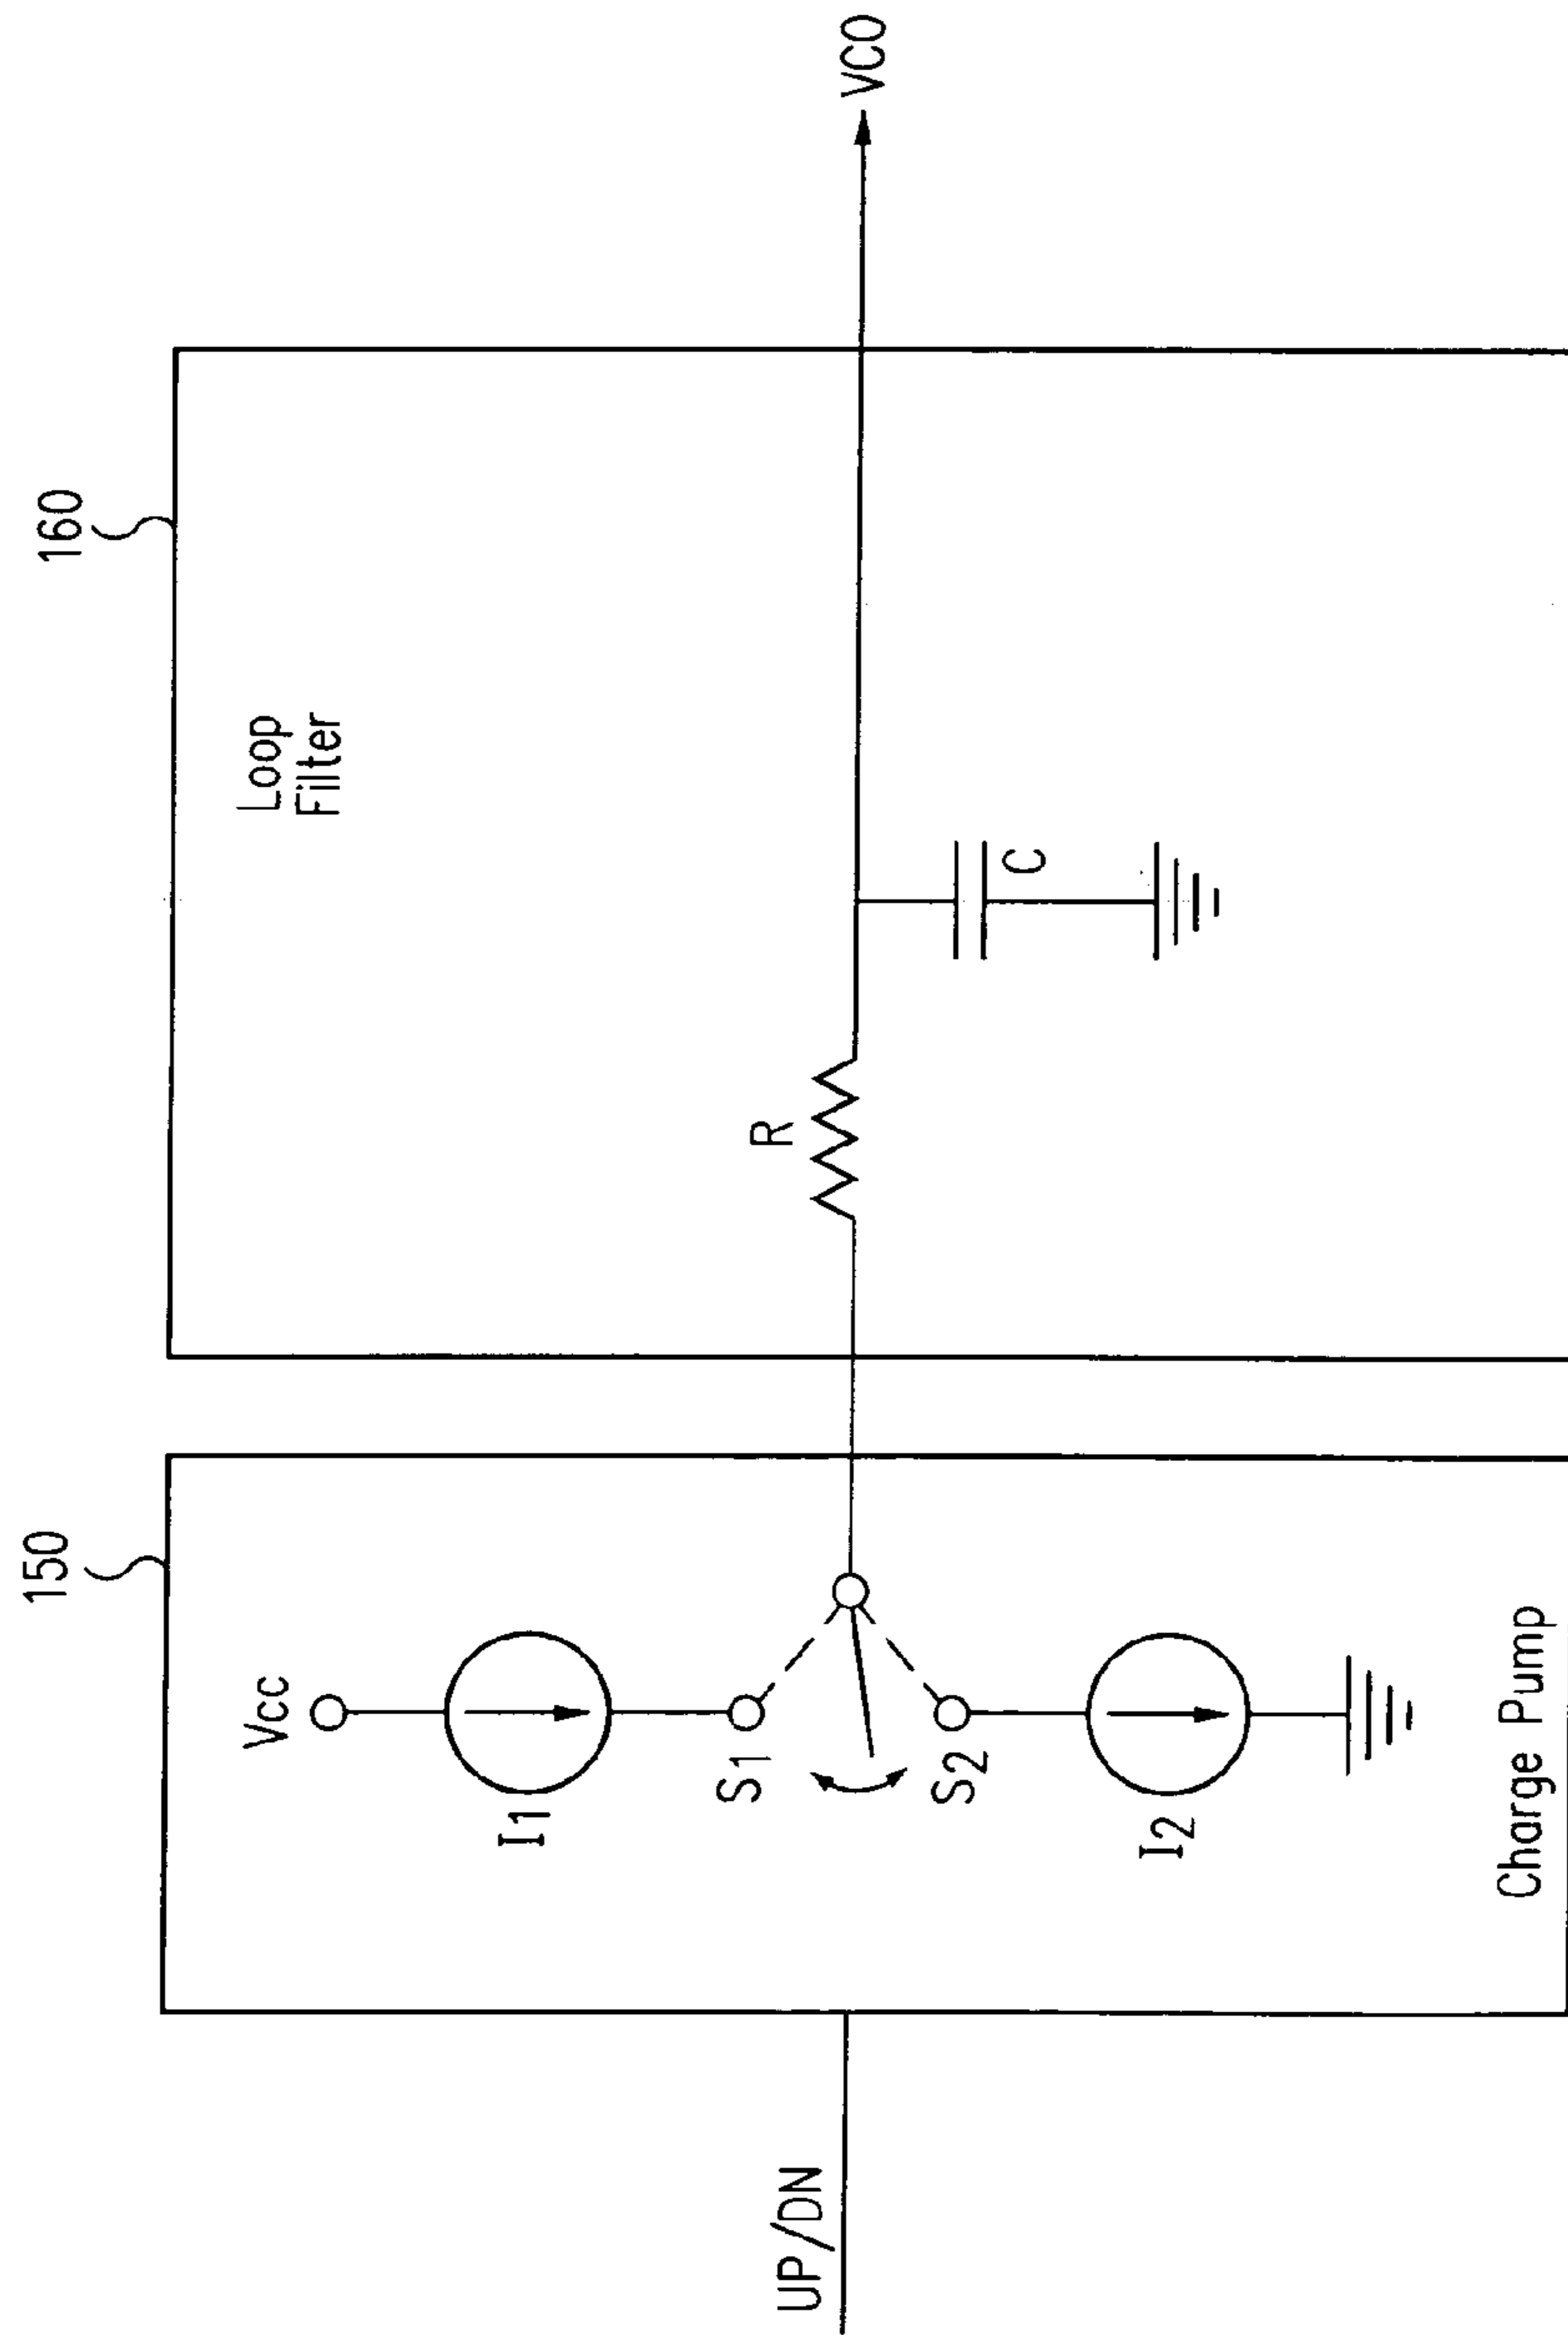 150
160
Vcc
Loop
Filter
I1
R
S1
VCO
UP/DN
S2
C
I2
Charge Pump